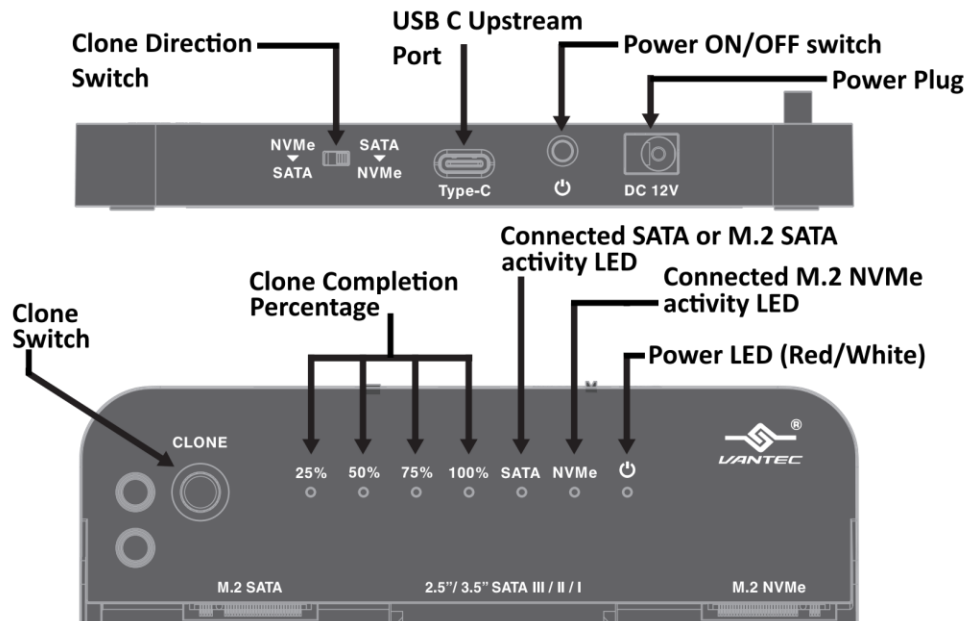 USB C Upstream
Port
Clone Direction
Switch
Power ON/OFF switch
Power Plug
NVMe
SATA
SATA
NVMe
Type-C
DC 12V
Connected SATA or M.2 SATA
activity LED
Clone Completion
Percentage
Connected M.2 NVMe
activity LED
Clone
Switch
Power LED (Red/White)
CLONE
25% 50% 75% 100% SATA NVMe
VANTEC ®
M.2 SATA 2.5”/ 3.5” SATA III / II / I M.2 NVMe